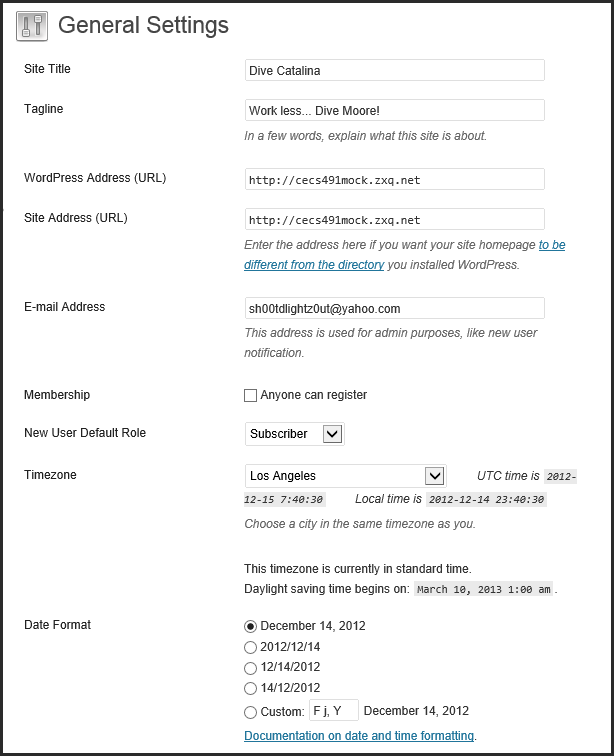 General Settings
Site Title
Dive Catalina
Tagline
Work less... Dive Moore!
In a few words, explain what this site is about.
WordPress Address (URL)
http://cecs491mock.zxq.net
Site Address (URL)
http://cecs491mock.zxq.net
Enter the address here if you want your site homepage to be
different from the directory you installed WordPress.
E-mail Address
sh00tdlightz0ut@yahoo.com
This address is used for admin purposes, like new user
notification.
Membership
Anyone can register
New User Default Role
Subscriber
Timezone
Los Angeles
UTC time is 2012-
12-15 7:40:30 Local time is 2012-12-14 23:40:30
Choose a city in the same timezone as you.
This timezone is currently in standard time.
Daylight saving time begins on: March 10, 2013 1:00 am .
Date Format
December 14, 2012
2012/12/14
12/14/2012
14/12/2012
Custom: F j, Y December 14, 2012
Documentation on date and time formatting.